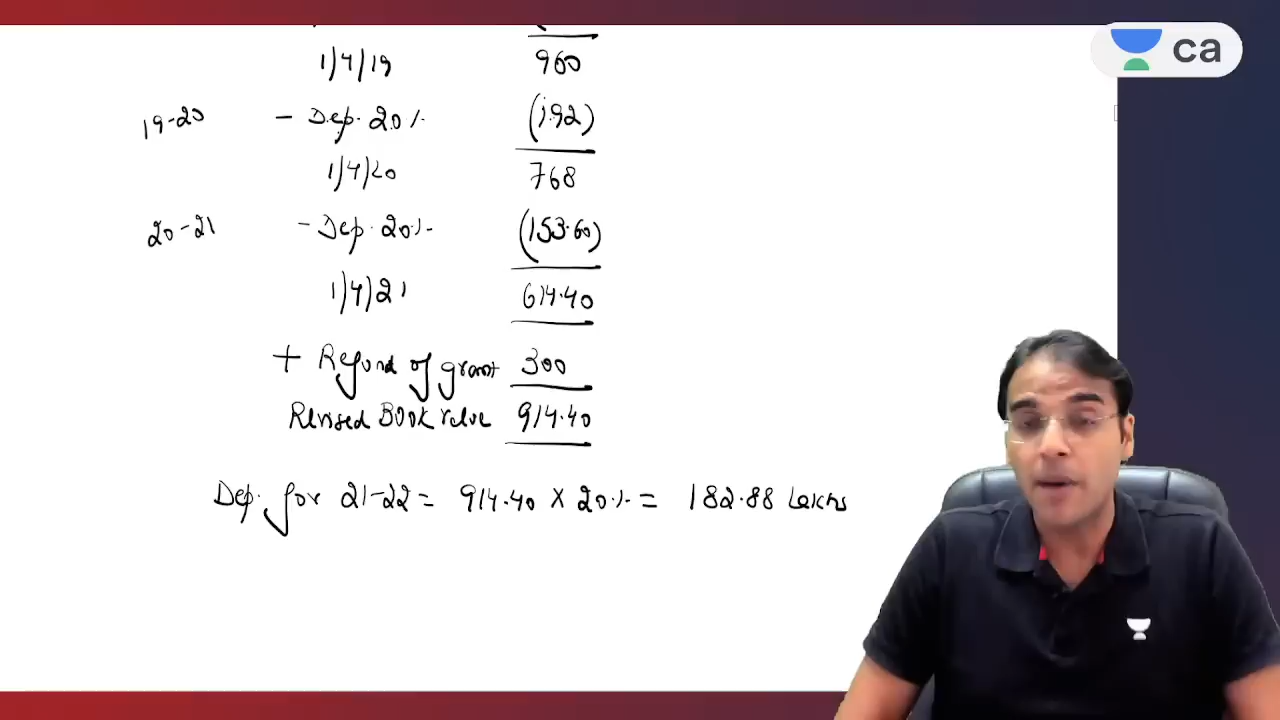 ca
1/4/19 960
19-20 - Dep. 20% (192)
1/4/20 768
20-21 - Dep. 20% (153.60)
1/4/21 614.40
+ Refund of grant 300
Revised Book value 914.40
Dep. for 21-22 = 914.40 × 20% = 182.88 Lakhs